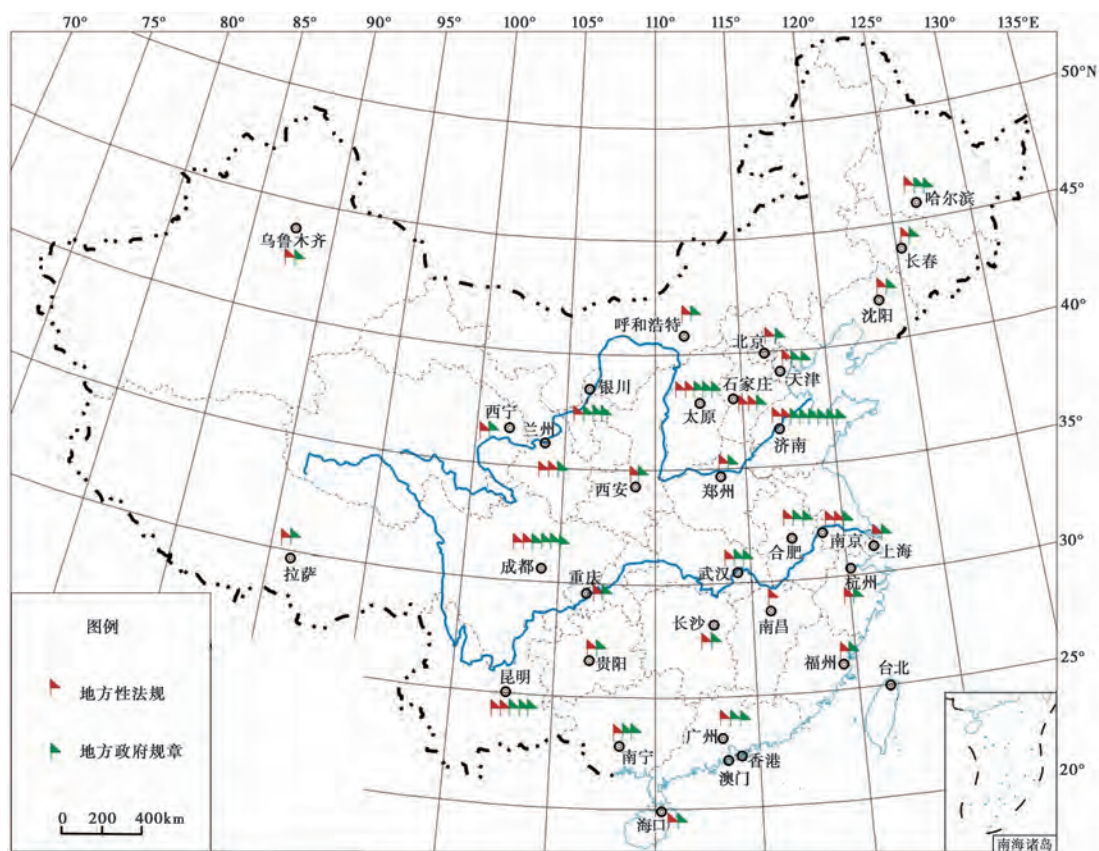 70° 75° 80° 85° 90° 95° 100° 105° 110° 115° 120° 125° 130° 135°E
50°N
45°
40°
35°
30°
25°
20°
哈尔滨
长春
沈阳
乌鲁木齐
呼和浩特
北京
天津
银川
石家庄
太原
西宁
兰州
济南
西安
郑州
合肥
南京
上海
拉萨
成都
重庆
武汉
杭州
南昌
长沙
贵阳
福州
台北
昆明
广州
南宁
香港
澳门
海口
图例
地方性法规
地方政府规章
0 200 400km
南海诸岛